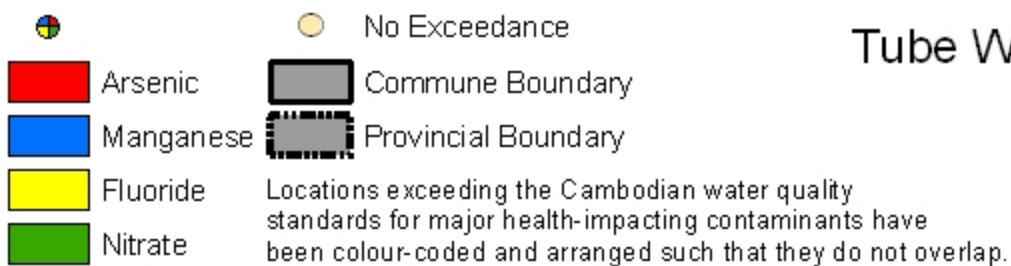 No Exceedance
Tube W
Arsenic
Commune Boundary
Manganese
Provincial Boundary
Fluoride
Nitrate
Locations exceeding the Cambodian water quality
standards for major health-impacting contaminants have
been colour-coded and arranged such that they do not overlap.